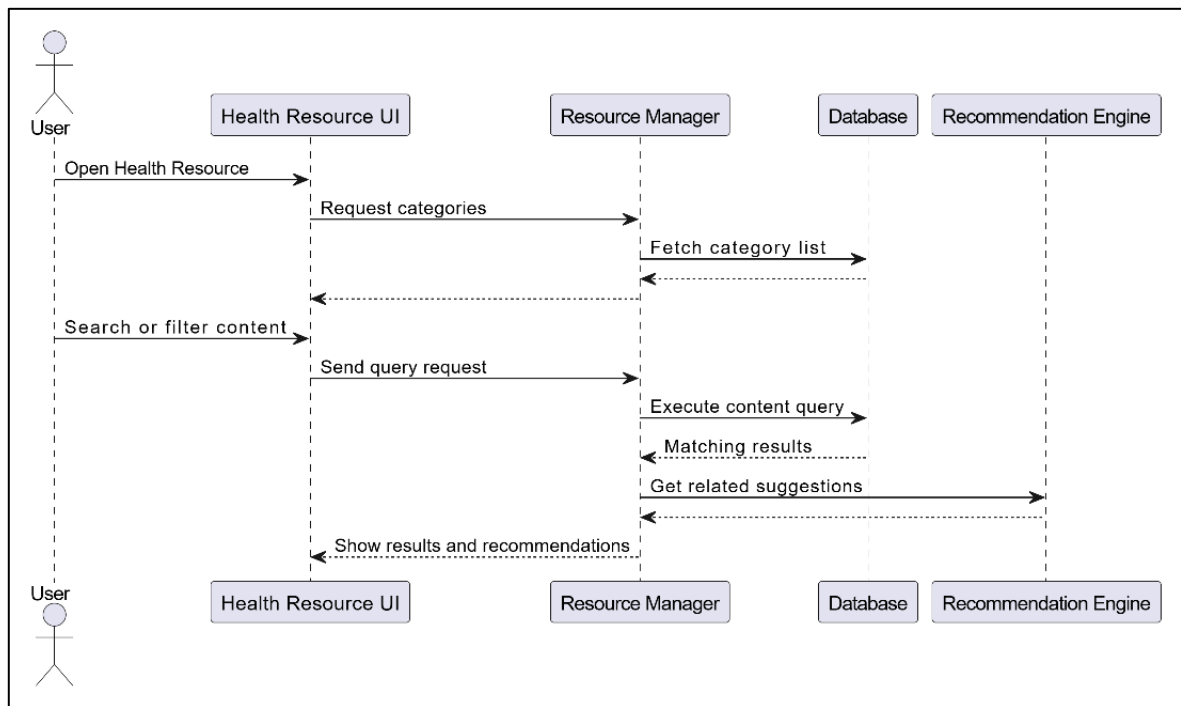 User
Health Resource UI
Resource Manager
Database
Recommendation Engine
Open Health Resource
Request categories
Fetch category list
Search or filter content
Send query request
Execute content query
Matching results
Get related suggestions
Show results and recommendations
User
Health Resource UI
Resource Manager
Database
Recommendation Engine